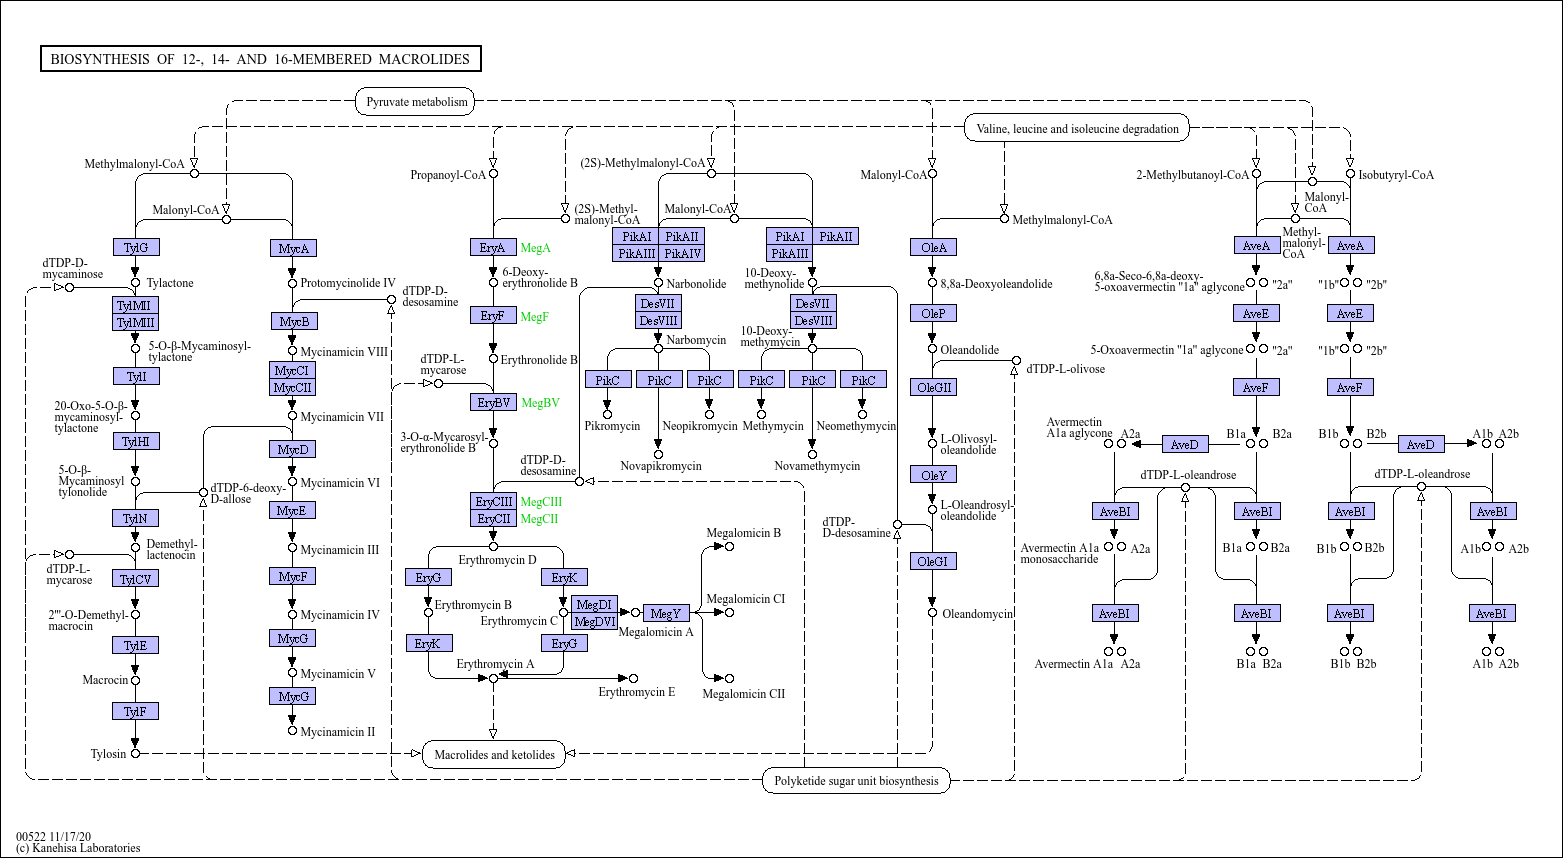 BIOSYNTHESIS OF 12-, 14- AND 16-MEMBERED MACROLIDES
Pyruvate metabolism
Valine, leucine and isoleucine degradation
Methylmalonyl-CoA
Malonyl-CoA
TylG
dTDP-D-
mycaminose
Tylactone
TylMII
TylMIII
5-O-β-Mycaminosyl-
tylactone
TylI
20-Oxo-5-O-β-
mycaminosyl-
tylactone
TylHI
5-O-β-
Mycaminosyl
tylonolide
TylN
Demethyl-
lactenocin
dTDP-L-
mycarose
TylCV
2'''-O-Demethyl-
macrocin
TylE
Macrocin
TylF
Tylosin
MycA
Protomycinolide IV
dTDP-D-
desosamine
MycB
Mycinamicin VIII
MycCI
MycCII
Mycinamicin VII
MycD
Mycinamicin VI
dTDP-6-deoxy-
D-allose
MycE
Mycinamicin III
MycF
Mycinamicin IV
MycG
Mycinamicin V
MycG
Mycinamicin II
Propanoyl-CoA
(2S)-Methyl-
malonyl-CoA
EryA MegA
6-Deoxy-
erythronolide B
EryF MegF
Erythronolide B
dTDP-L-
mycarose
EryBV MegBV
3-O-α-Mycarosyl-
erythronolide B
dTDP-D-
desosamine
EryCIII MegCIII
EryCII MegCII
Erythromycin D
EryG EryK
Erythromycin B
Erythromycin C
MegDI
MegDVI
MegY
Megalomicin A
Megalomicin B
Megalomicin CI
Megalomicin CII
EryK EryG
Erythromycin A
Erythromycin E
Macrolides and ketolides
(2S)-Methylmalonyl-CoA
Malonyl-CoA
PikAI PikAII
PikAIII PikAIV
Narbonolide
DesVII
DesVIII
Narbomycin
PikC PikC PikC
Pikromycin
Neopikromycin
Novapikromycin
PikAI PikAII
PikAIII
10-Deoxy-
methynolide
DesVII
DesVIII
10-Deoxy-
methymycin
PikC PikC PikC
Methymycin
Neomethymycin
Novamethymycin
Malonyl-CoA
Methylmalonyl-CoA
OleA
8,8a-Deoxyoleandolide
OleP
Oleandolide
dTDP-L-olivose
OleGII
L-Olivosyl-
oleandolide
OleY
L-Oleandrosyl-
oleandolide
dTDP-
D-desosamine
OleGI
Oleandomycin
Polyketide sugar unit biosynthesis
2-Methylbutanoyl-CoA
Isobutyryl-CoA
Malonyl-
CoA
Methyl-
malonyl-
CoA
AveA AveA
6,8a-Seco-6,8a-deoxy-
5-oxoavermectin "1a" aglycone "2a" "1b" "2b"
AveE AveE
5-Oxoavermectin "1a" aglycone "2a" "1b" "2b"
AveF AveF
Avermectin
A1a aglycone A2a AveD B1a B2a B1b B2b AveD A1b A2b
dTDP-L-oleandrose dTDP-L-oleandrose
AveBI AveBI AveBI AveBI
Avermectin A1a
monosaccharide A2a B1a B2a B1b B2b A1b A2b
AveBI AveBI AveBI AveBI
Avermectin A1a A2a B1a B2a B1b B2b A1b A2b
00522 11/17/20
(c) Kanehisa Laboratories